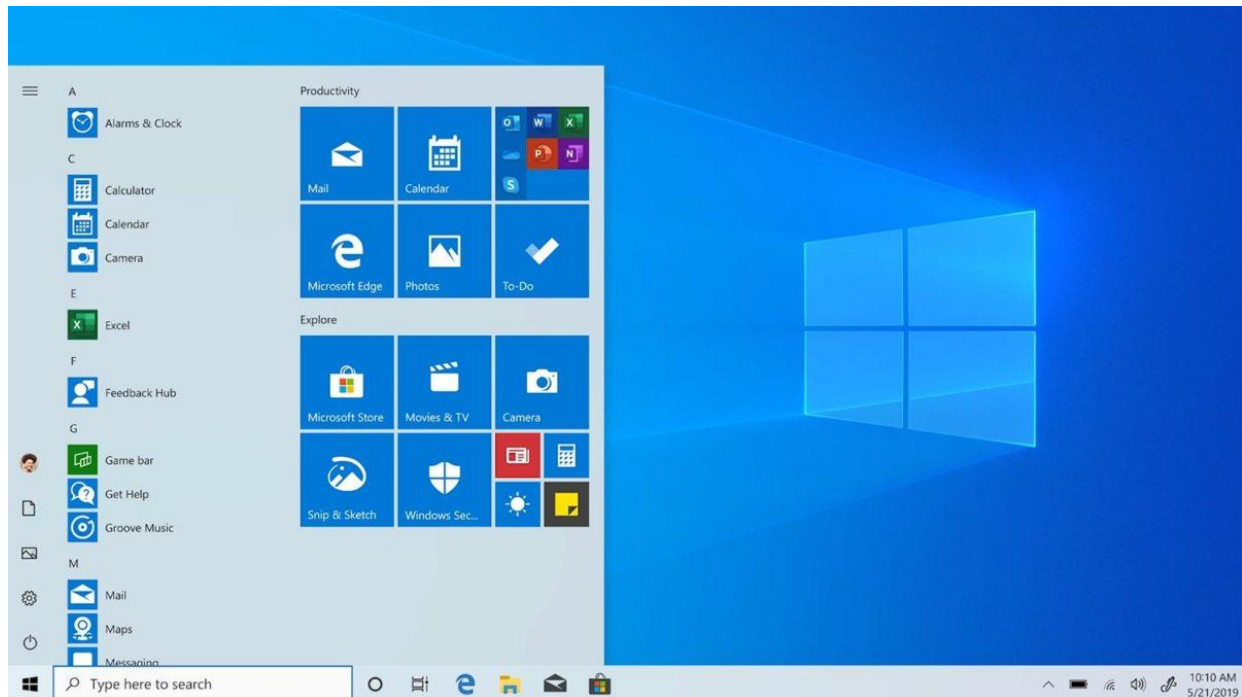 A
Alarms & Clock
C
Calculator
Calendar
Camera
E
Excel
F
Feedback Hub
G
Game bar
Get Help
Groove Music
M
Mail
Maps
Messaging
Productivity
Mail
Calendar
Microsoft Edge
Photos
To-Do
Explore
Microsoft Store
Movies & TV
Camera
Snip & Sketch
Windows Sec...
Type here to search
10:10 AM
5/21/2019